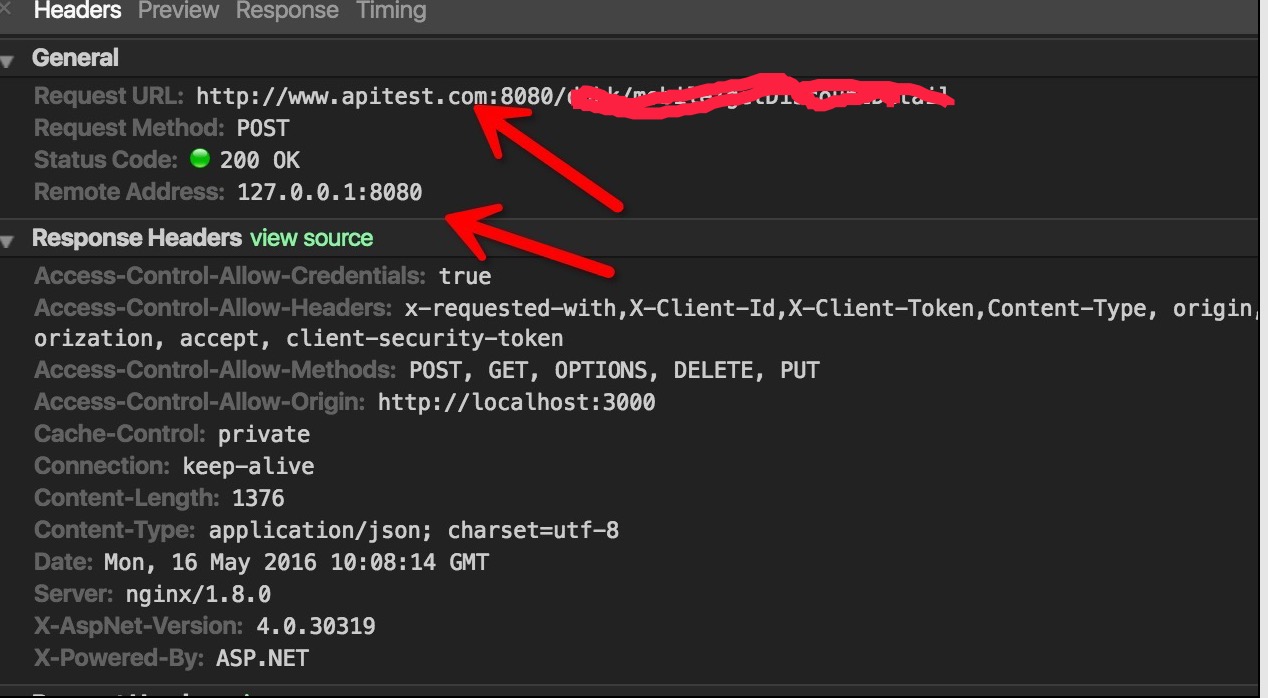 Headers Preview Response Timing
General
Request URL: http://www.apitest.com:8080/
Request Method: POST
Status Code: 200 OK
Remote Address: 127.0.0.1:8080
Response Headers view source
Access-Control-Allow-Credentials: true
Access-Control-Allow-Headers: x-requested-with,X-Client-Id,X-Client-Token,Content-Type, origin,
orization, accept, client-security-token
Access-Control-Allow-Methods: POST, GET, OPTIONS, DELETE, PUT
Access-Control-Allow-Origin: http://localhost:3000
Cache-Control: private
Connection: keep-alive
Content-Length: 1376
Content-Type: application/json; charset=utf-8
Date: Mon, 16 May 2016 10:08:14 GMT
Server: nginx/1.8.0
X-AspNet-Version: 4.0.30319
X-Powered-By: ASP.NET